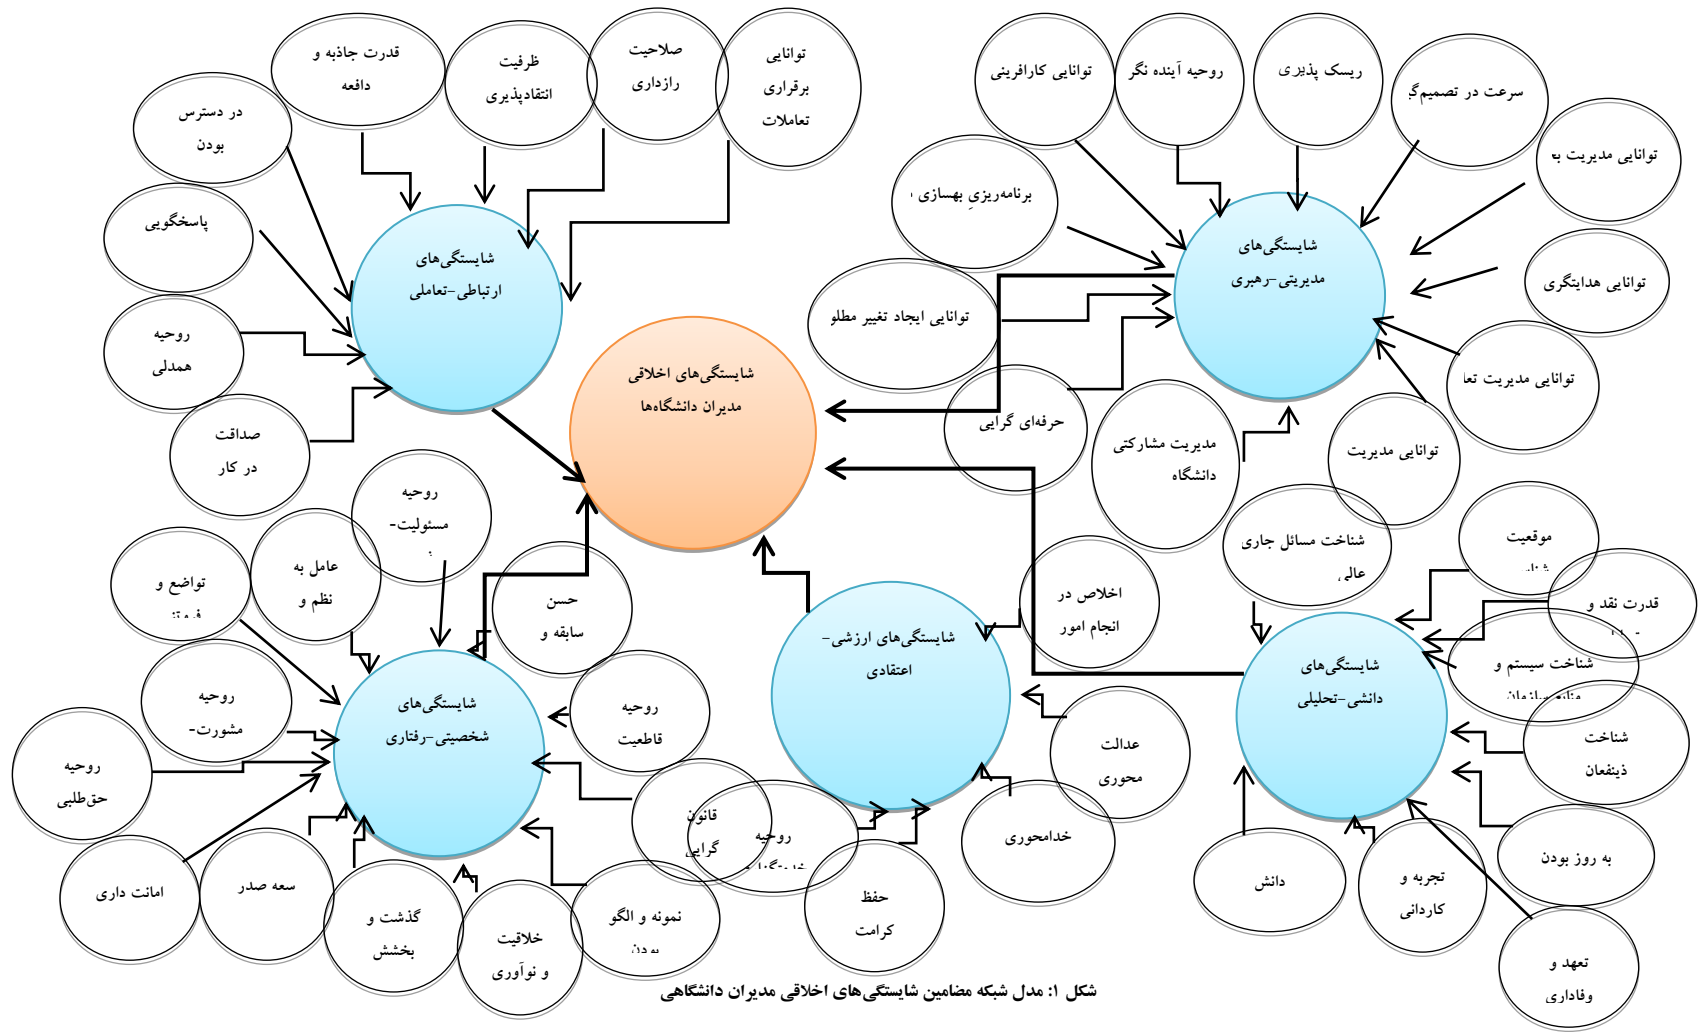 توانایی
برقراری
تعاملات
صلاحیت
رازداری
ظرفیت
انتقادپذیری
قدرت جاذبه و
دافعه
در دسترس
بودن
پاسخگویی
روحیه
همدلی
صداقت
در کار
شایستگی‌های
ارتباطی-تعاملی
سرعت در تصمیم‌گی
ریسک پذیری
روحیه آینده نگر
توانایی کارافرینی
برنامه‌ریزیِ بهسازی
توانایی ایجاد تغییر مطلو
حرفه‌ای گرایی
مدیریت مشارکتی
دانشگاه
توانایی مدیریت
توانایی مدیریت تعا
توانایی هدایتگری
توانایی مدیریت به
شایستگی‌های
مدیریتی-رهبری
شایستگی‌های اخلاقی
مدیران دانشگاه‌ها
روحیه
مسئولیت-
عامل به
نظم و
تواضع و
روحیه
مشورت-
روحیه
حق‌طلبی
امانت داری
سعه صدر
گذشت و
بخشش
خلاقیت
و نوآوری
نمونه و الگو
بودن
قانون
گرایی
روحیه
قاطعیت
حسن
سابقه و
شایستگی‌های
شخصیتی-رفتاری
شایستگی‌های ارزشی-
اعتقادی
اخلاص در
انجام امور
عدالت
محوری
خدامحوری
حفظ
کرامت
روحیه
شناخت مسائل جاری
عالی
موقعیت
قدرت نقد و
شناخت سیستم و
منابع سازمان
شناخت
ذینفعان
به روز بودن
تعهد و
وفاداری
تجربه و
کاردانی
دانش
شایستگی‌های
دانشی-تحلیلی
شکل ۱: مدل شبکه مضامین شایستگی‌های اخلاقی مدیران دانشگاهی